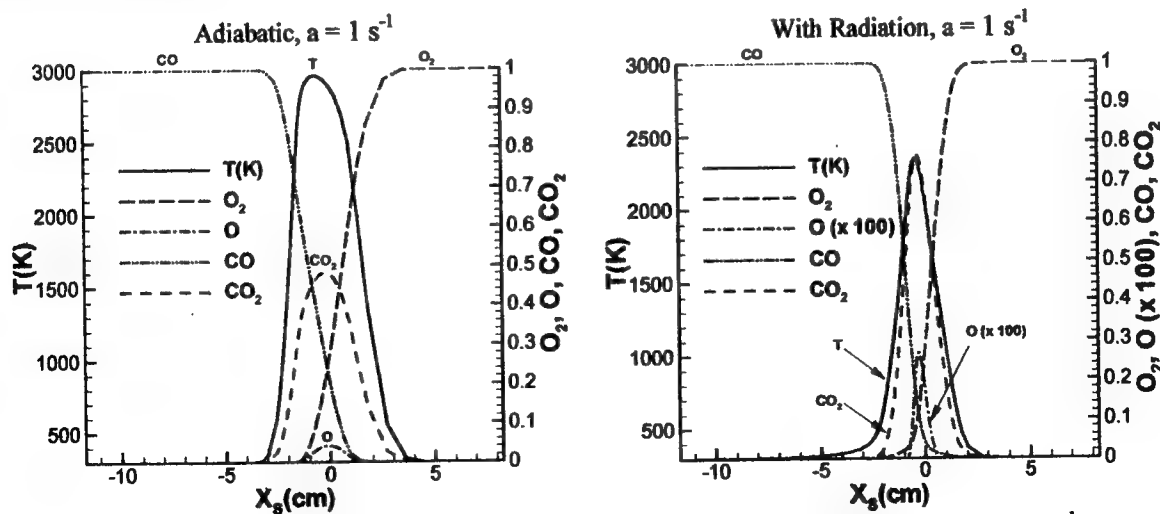 Adiabatic, a = 1 s⁻¹
CO
T
O₂
3000
2500
2000
1500
1000
500
T(K)
T(K)
O₂
O
CO
CO₂
CO₂
O
1
0.9
0.8
0.7
0.6
0.5
0.4
0.3
0.2
0.1
0
O₂, O, CO, CO₂
-10
-5
0
5
Xₛ(cm)
With Radiation, a = 1 s⁻¹
CO
O₂
3000
2500
2000
1500
1000
500
T(K)
T(K)
O₂
O (x 100)
CO
CO₂
T
CO₂
O (x 100)
1
0.9
0.8
0.7
0.6
0.5
0.4
0.3
0.2
0.1
0
O₂, O (x 100), CO, CO₂
-10
-5
0
5
Xₛ(cm)